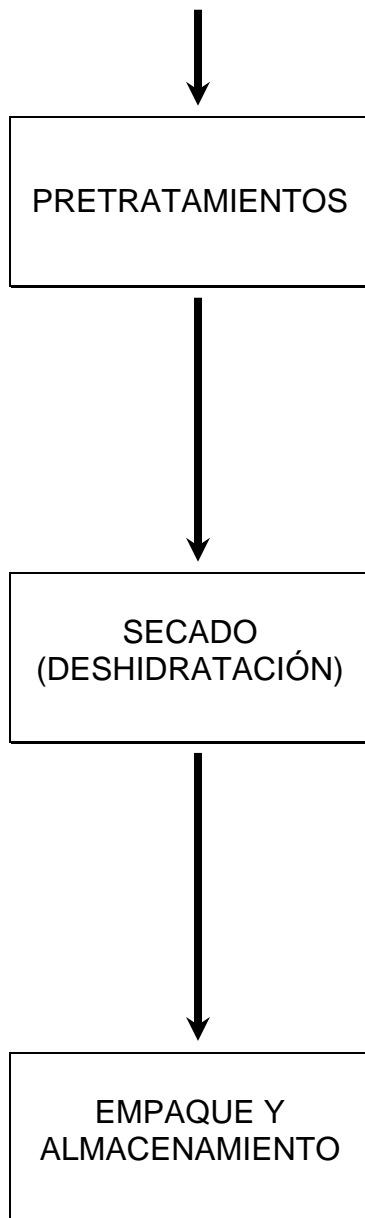 PRETRATAMIENTOS
SECADO
(DESHIDRATACIÓN)
EMPAQUE Y
ALMACENAMIENTO